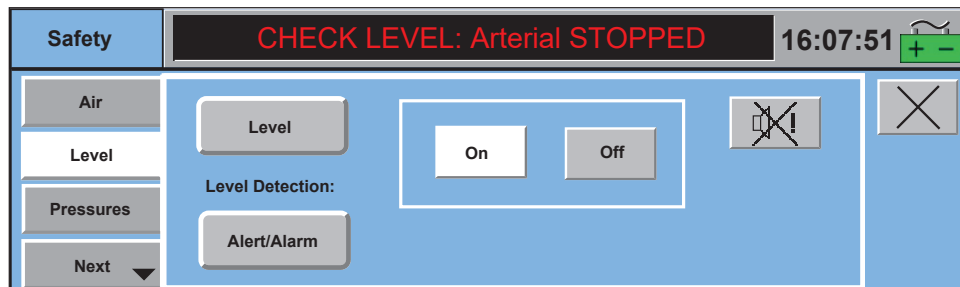 Safety
CHECK LEVEL: Arterial STOPPED
16:07:51
Air
Level
Pressures
Next
Level
Level Detection:
Alert/Alarm
On
Off
!
+ −